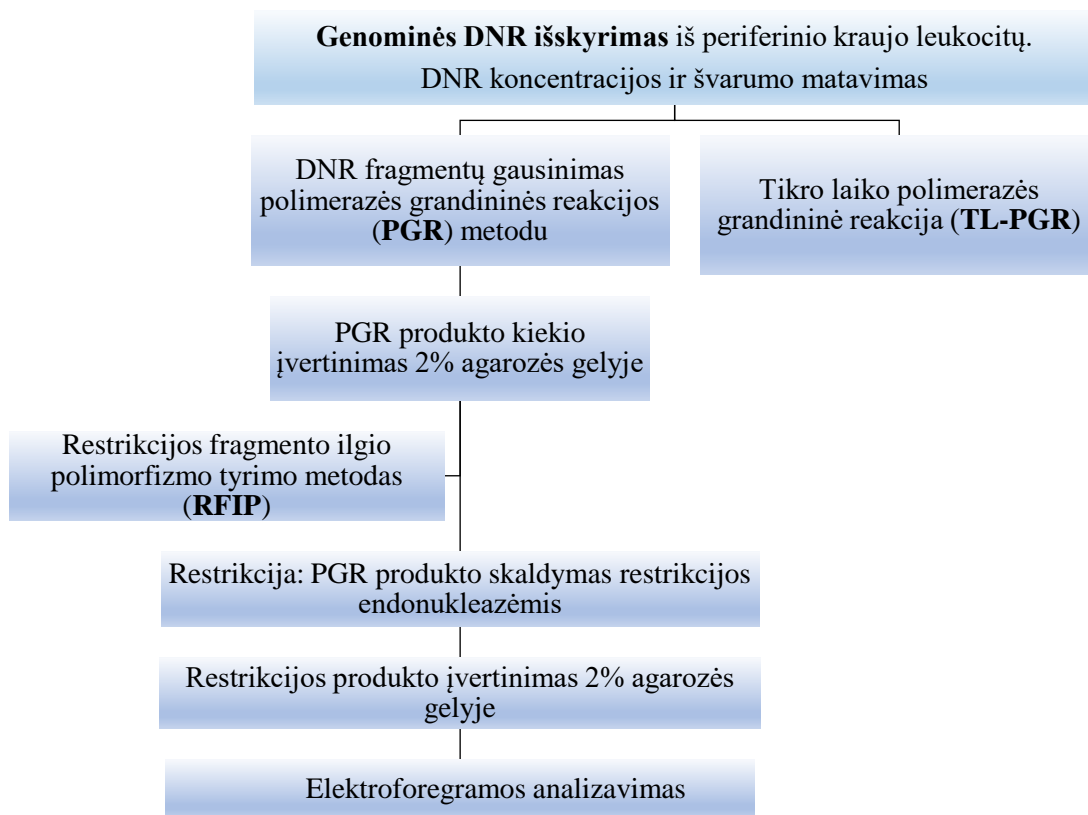 Genominės DNR išskyrimas iš periferinio kraujo leukocitų.
DNR koncentracijos ir švarumo matavimas
DNR fragmentų gausinimas
polimerazės grandininės reakcijos
(PGR) metodu
Tikro laiko polimerazės
grandininė reakcija (TL-PGR)
PGR produkto kiekio
įvertinimas 2% agarozės gelyje
Restrikcijos fragmento ilgio
polimorfizmo tyrimo metodas
(RFIP)
Restrikcija: PGR produkto skaldymas restrikcijos
endonukleazėmis
Restrikcijos produkto įvertinimas 2% agarozės
gelyje
Elektroforegramos analizavimas